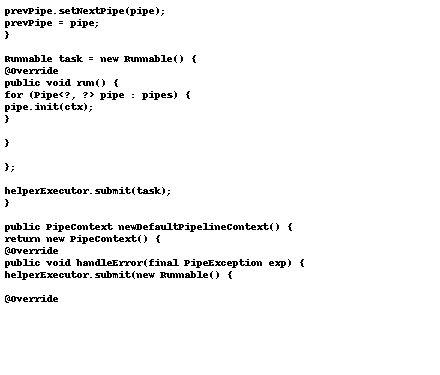 prevPipe.setNextPipe(pipe);
prevPipe = pipe;
}
Runnable task = new Runnable() {
@Override
public void run() {
for (Pipe<?, ?> pipe : pipes) {
pipe.init(ctx);
}
}
};
helperExecutor.submit(task);
}
public PipeContext newDefaultPipelineContext() {
return new PipeContext() {
@Override
public void handleError(final PipeException exp) {
helperExecutor.submit(new Runnable() {
@Override